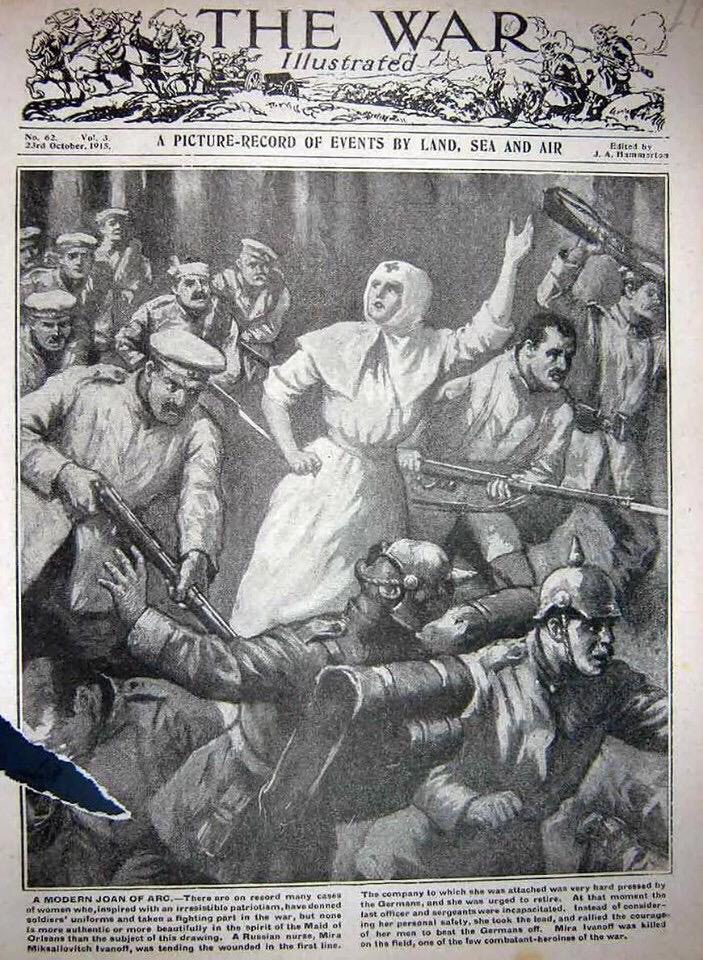 THE WAR
Illustrated
No. 62. Vol. 3.
23rd October, 1915.
A PICTURE-RECORD OF EVENTS BY LAND, SEA AND AIR
Edited by
J. A. Hammerton
A MODERN JOAN OF ARC.—There are on record many cases
of women who, inspired with an irresistible patriotism, have donned
soldiers' uniforms and taken a fighting part in the war, but none
is more authentic or more beautifully in the spirit of the Maid of
Orleans than the subject of this drawing. A Russian nurse, Mira
Miksailovitch Ivanoff, was tending the wounded in the first line.
The company to which she was attached was very hard pressed by
the Germans, and she was urged to retire. At that moment the
last officer and sergeants were incapacitated. Instead of consider-
ing her personal safety, she took the lead, and rallied the courage
of her men to beat the Germans off. Mira Ivanoff was killed
on the field, one of the few combatant-heroines of the war.